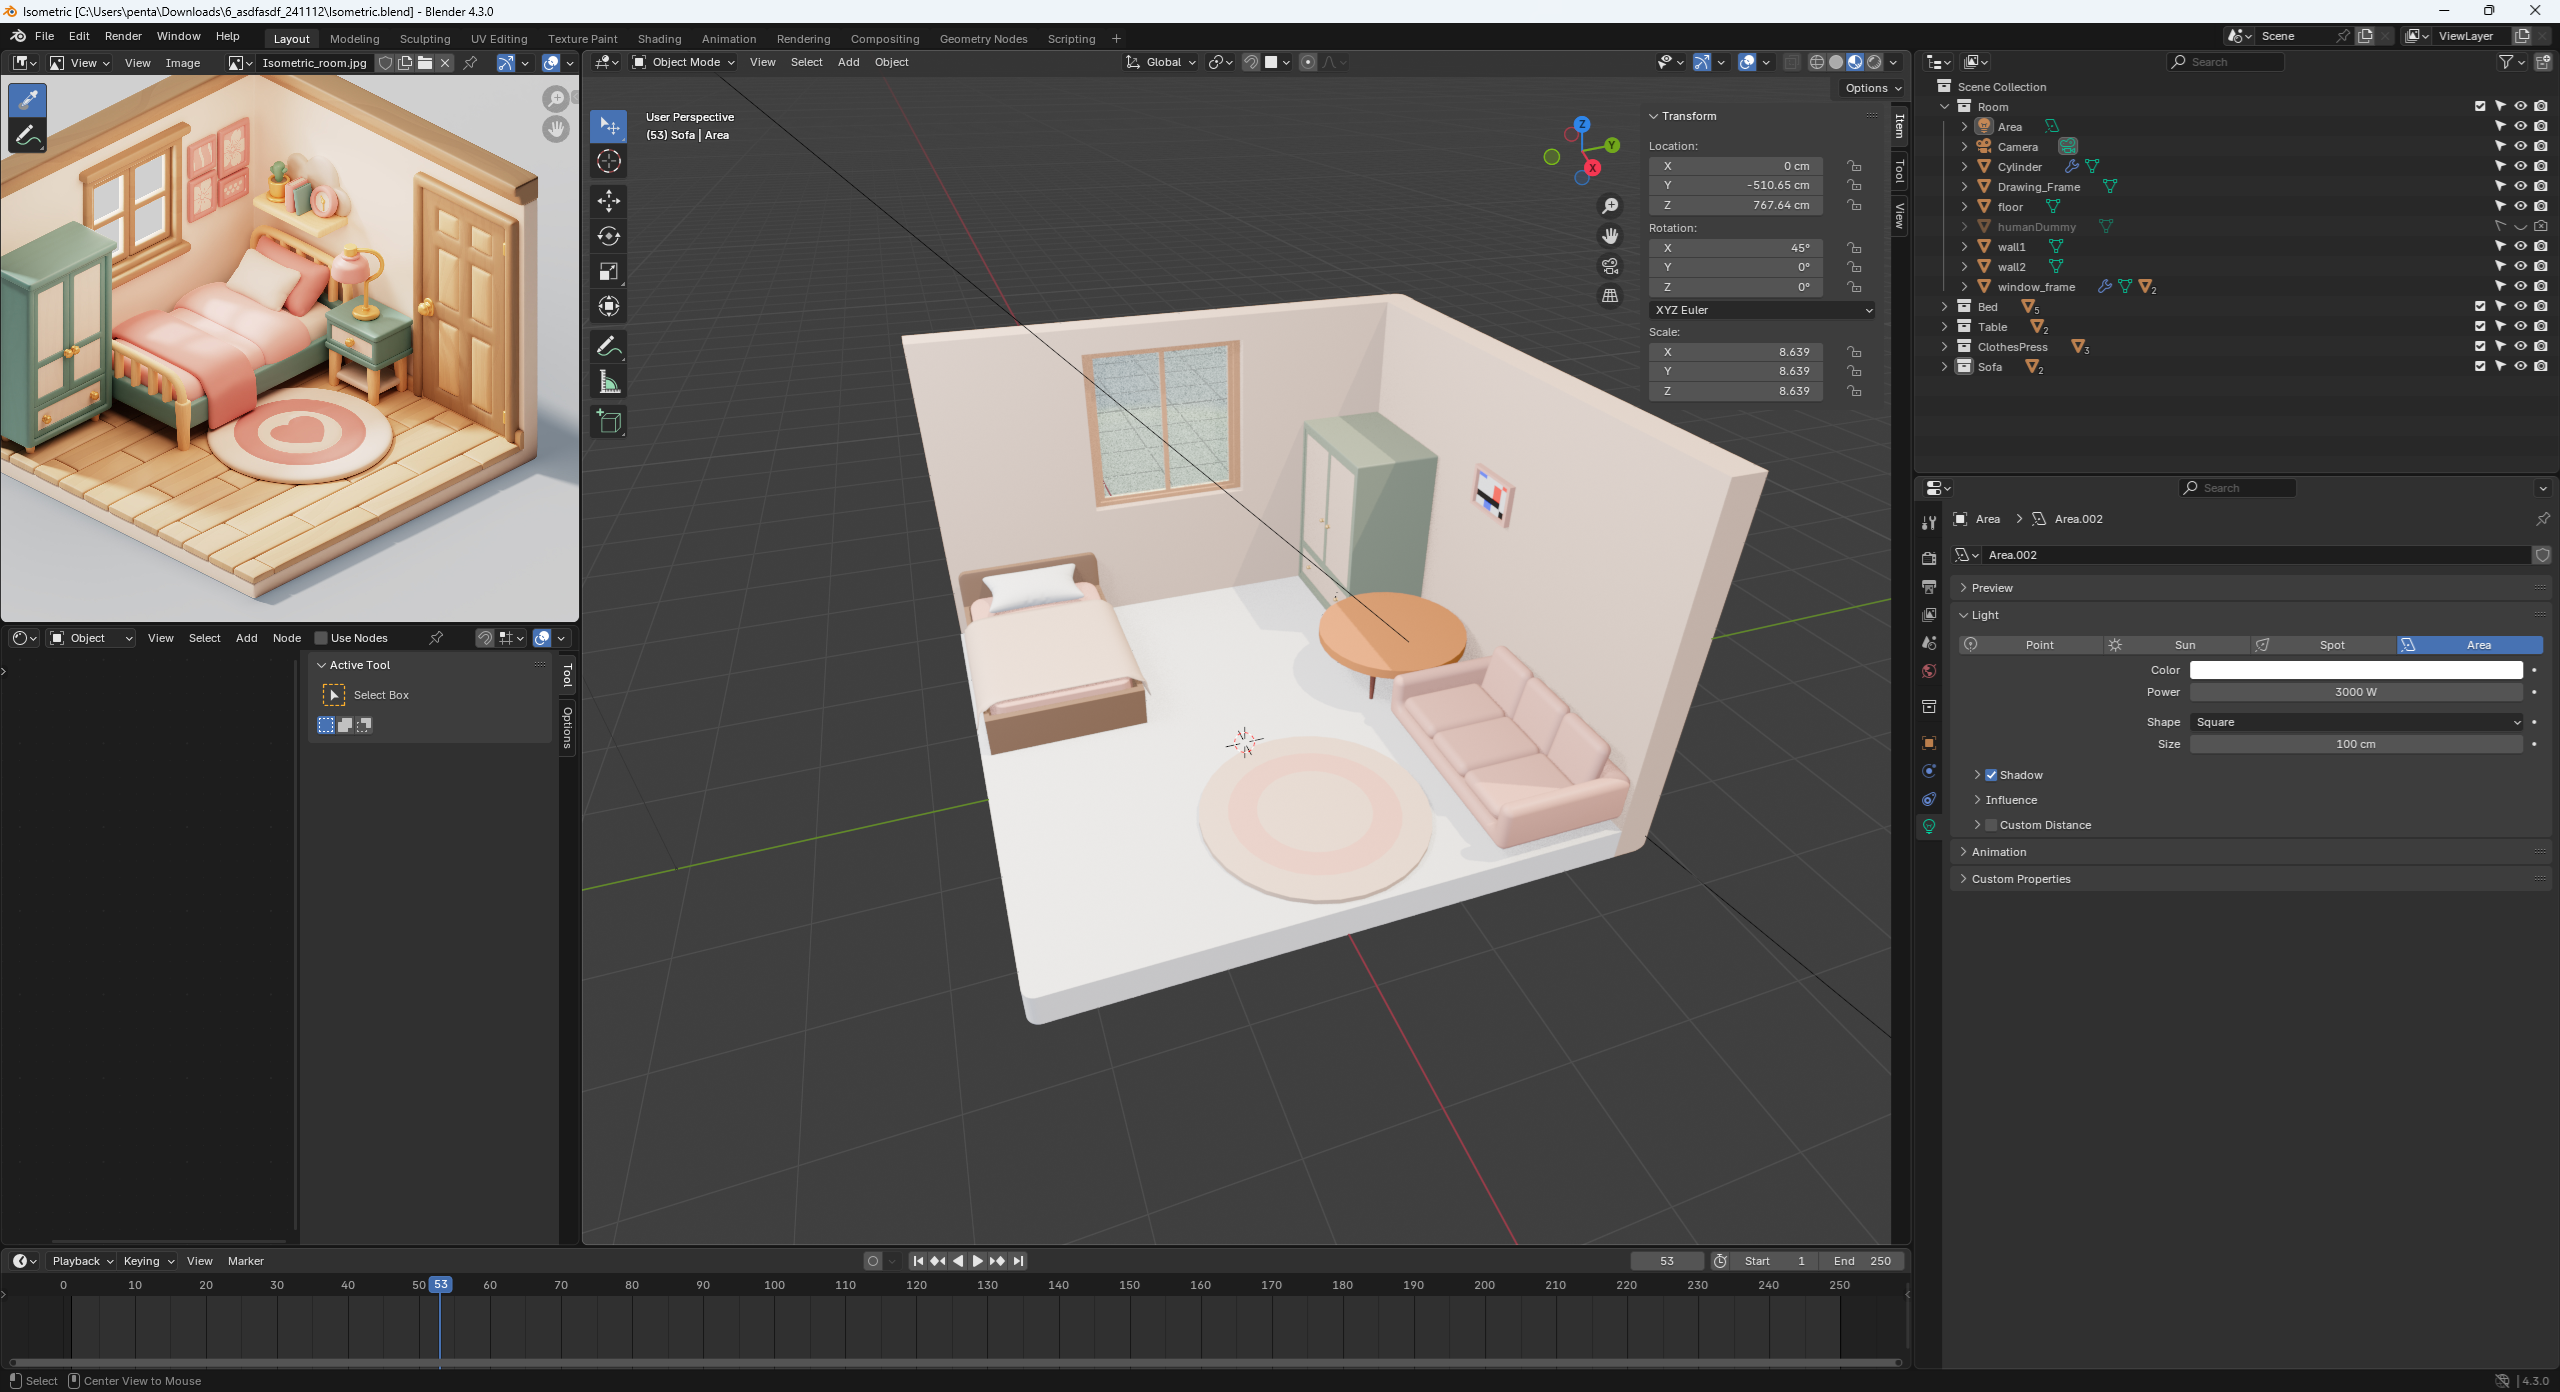 Isometric [C:\Users\penta\Downloads\6_asdfasdf_241112\Isometric.blend] - Blender 4.3.0
File Edit Render Window Help Layout Modeling Sculpting UV Editing Texture Paint Shading Animation Rendering Compositing Geometry Nodes Scripting + Scene ViewLayer
View View Image Isometric_room.jpg
Object Mode View Select Add Object Global
Search
Options
User Perspective
(53) Sofa | Area
Z
Y
X
Transform
Location:
X 0 cm
Y -510.65 cm
Z 767.64 cm
Rotation:
X 45°
Y 0°
Z 0°
XYZ Euler
Scale:
X 8.639
Y 8.639
Z 8.639
Item
Tool
View
Scene Collection
Room
Area
Camera
Cylinder
Drawing_Frame
floor
humanDummy
wall1
wall2
window_frame 2
Bed 5
Table 2
ClothesPress 3
Sofa 2
Search
Area Area.002
Area.002
Preview
Light
Point Sun Spot Area
Color
Power 3000 W
Shape Square
Size 100 cm
Shadow
Influence
Custom Distance
Animation
Custom Properties
Object View Select Add Node Use Nodes
Active Tool
Select Box
Tool
Options
Playback Keying View Marker 53 Start 1 End 250
0 10 20 30 40 50 53 60 70 80 90 100 110 120 130 140 150 160 170 180 190 200 210 220 230 240 250
Select Center View to Mouse 4.3.0